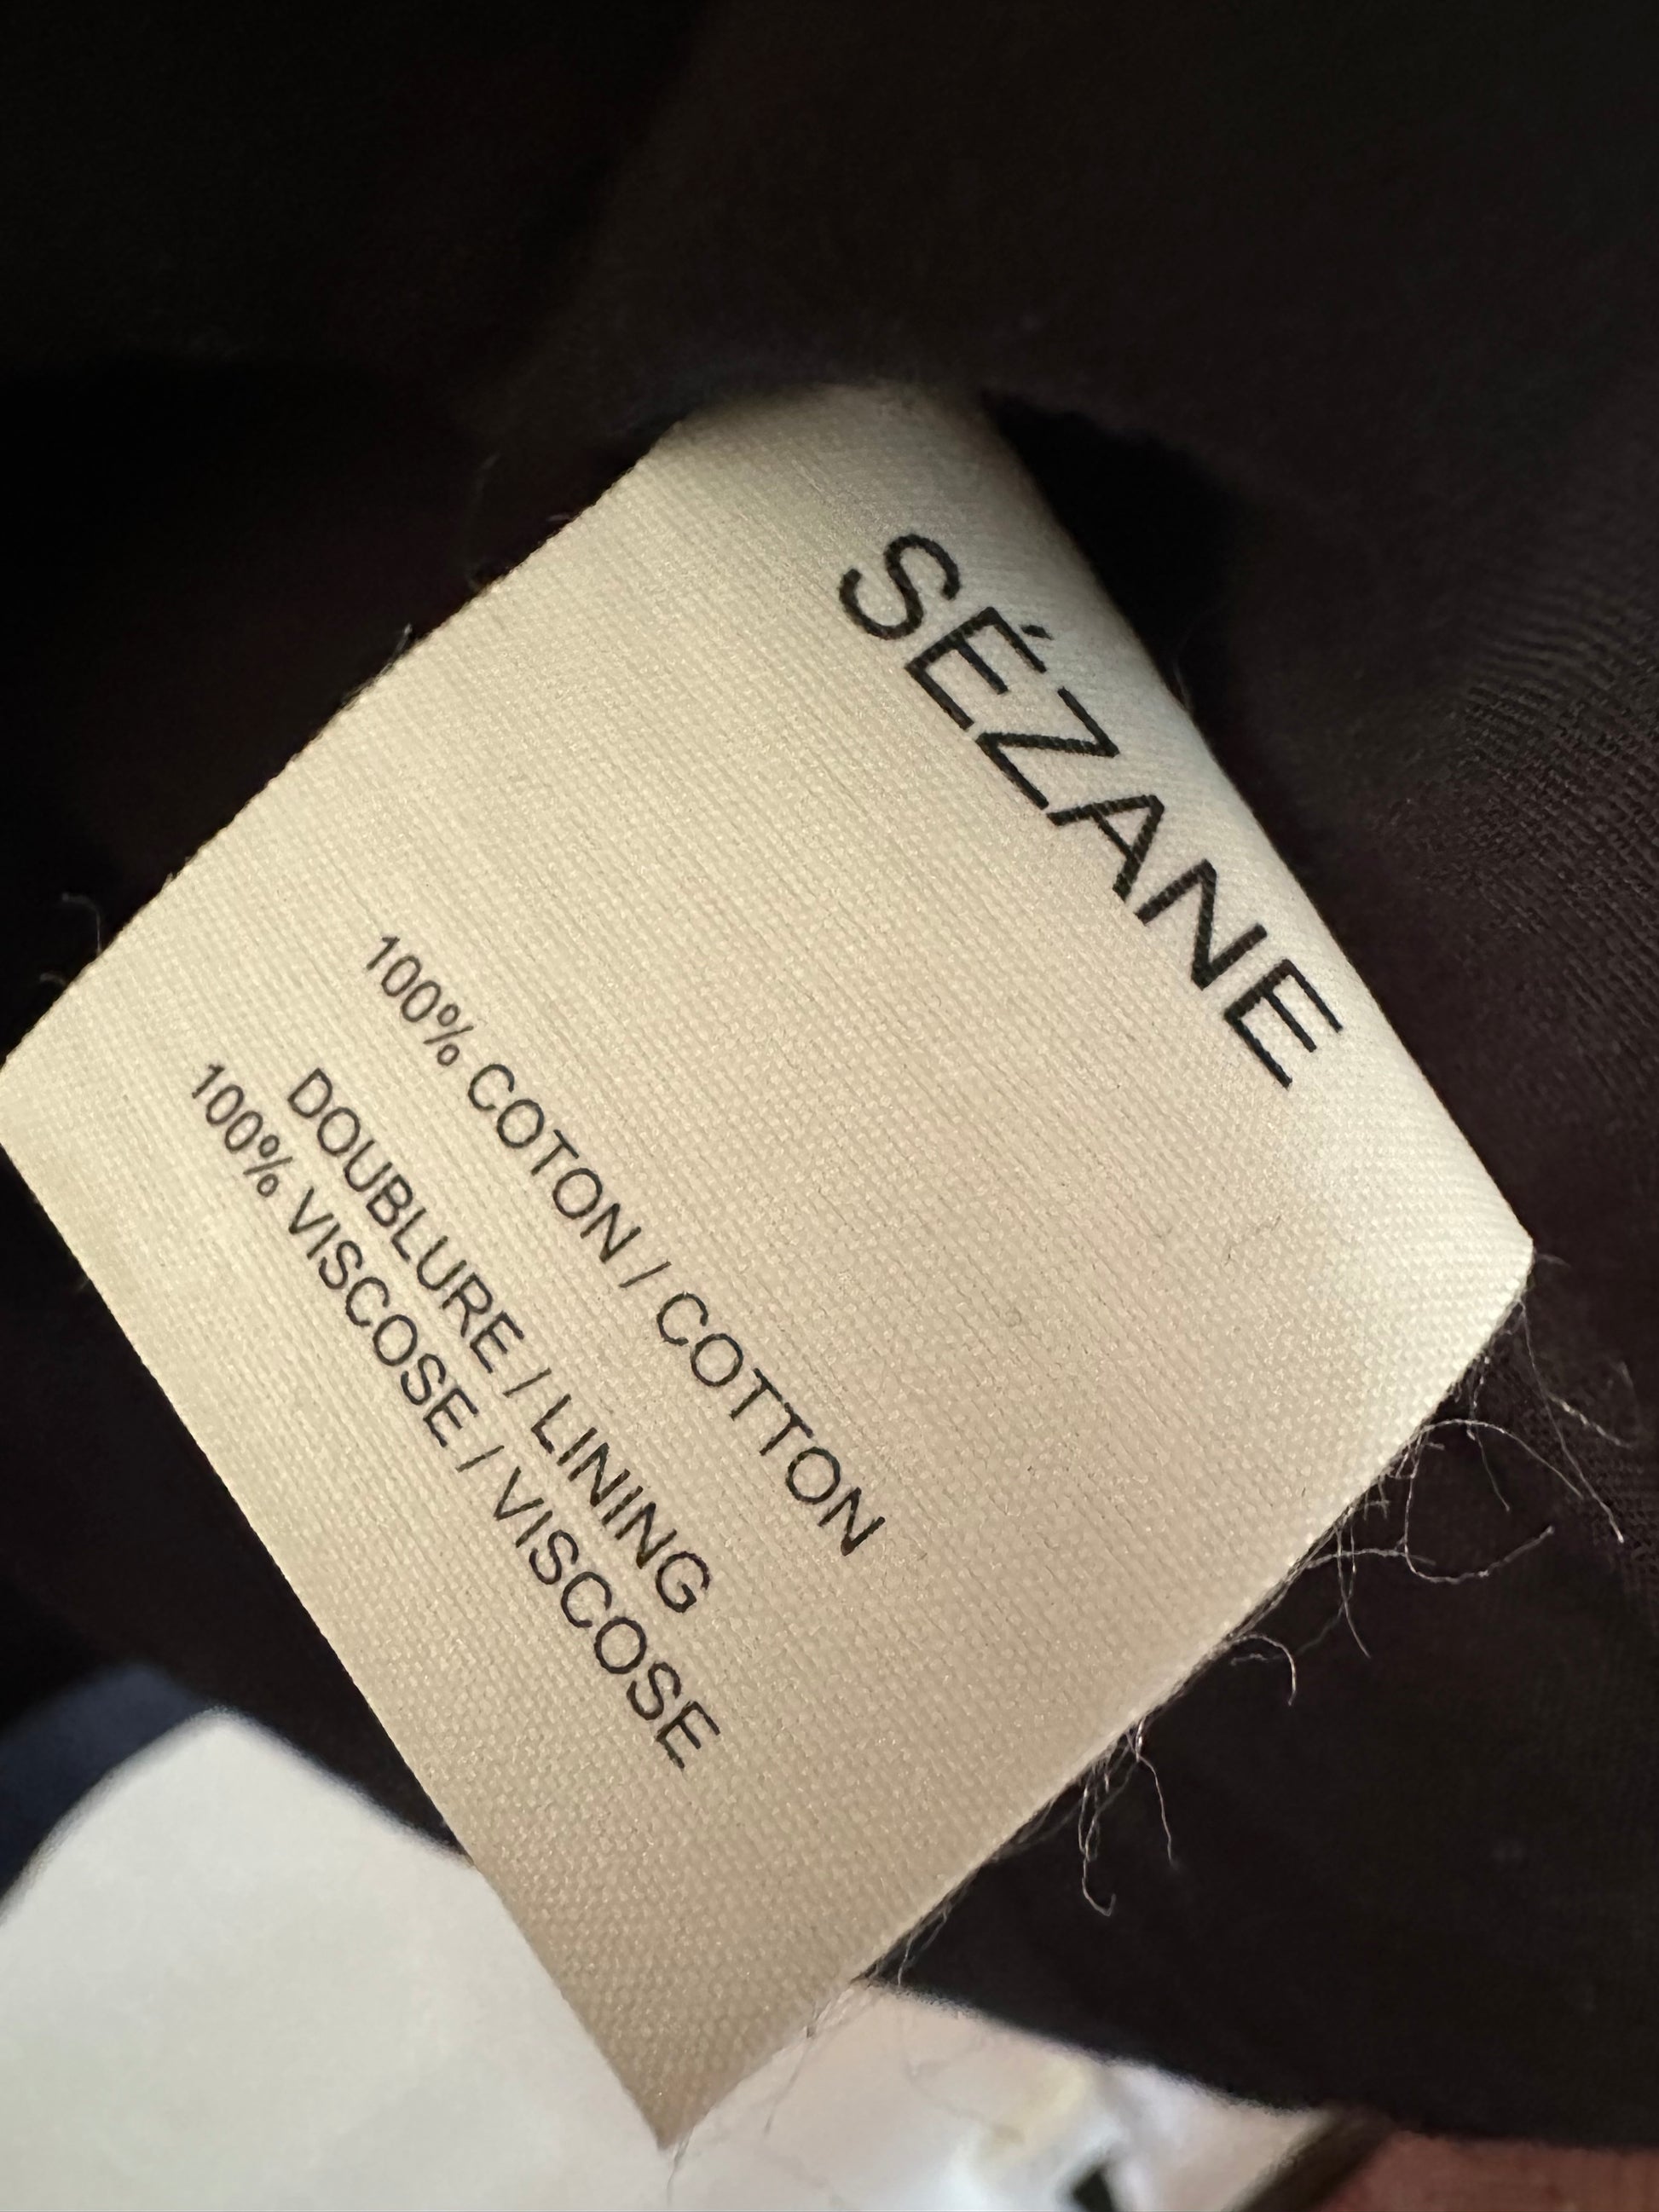 SÉZANE
100% COTON / COTTON
DOUBLURE / LINING
100% VISCOSE / VISCOSE